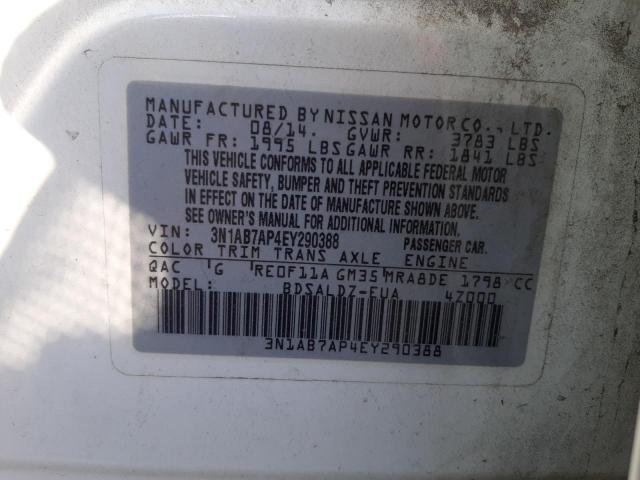 MANUFACTURED BY NISSAN MOTOR CO., LTD.
DATE: 08/14. GVWR: 3783 LBS
GAWR FR: 1995 LBS GAWR RR: 1841 LBS
THIS VEHICLE CONFORMS TO ALL APPLICABLE FEDERAL MOTOR
VEHICLE SAFETY, BUMPER AND THEFT PREVENTION STANDARDS
IN EFFECT ON THE DATE OF MANUFACTURE SHOWN ABOVE.
SEE OWNER'S MANUAL FOR ADDITIONAL INFORMATION.
VIN: 3N1AB7AP4EY290388 PASSENGER CAR.
COLOR TRIM TRANS AXLE ENGINE
QAC G RE0F11A GM35 MRA8DE 1798 CC
MODEL: BDSALDZ-EUA 4Z000
3N1AB7AP4EY290388